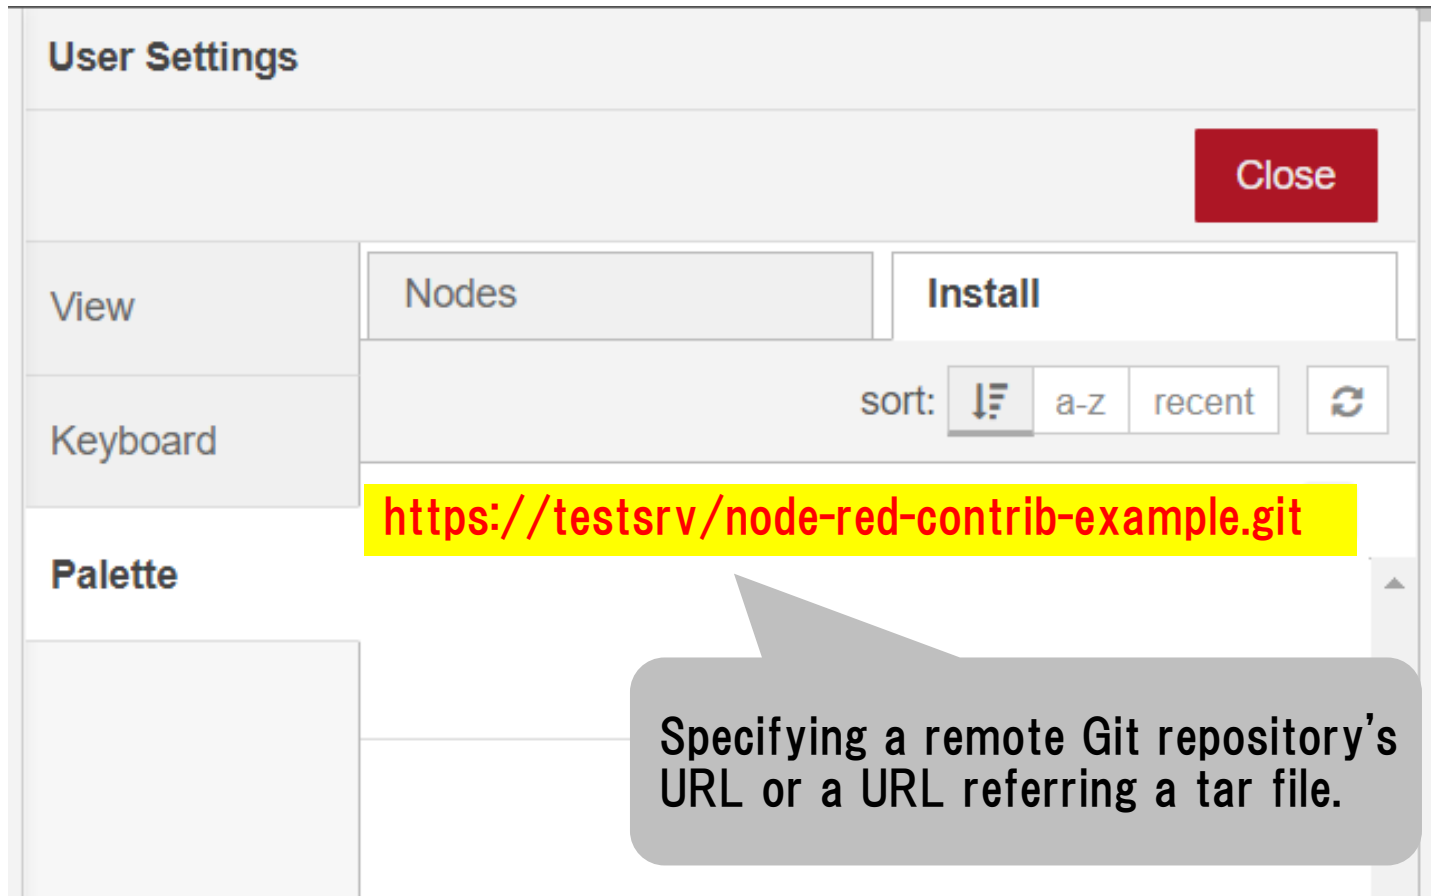 User Settings
Close
View
Nodes
Install
sort:
a-z
recent
Keyboard
https://testsrv/node-red-contrib-example.git
Palette
Specifying a remote Git repository’s
URL or a URL referring a tar file.